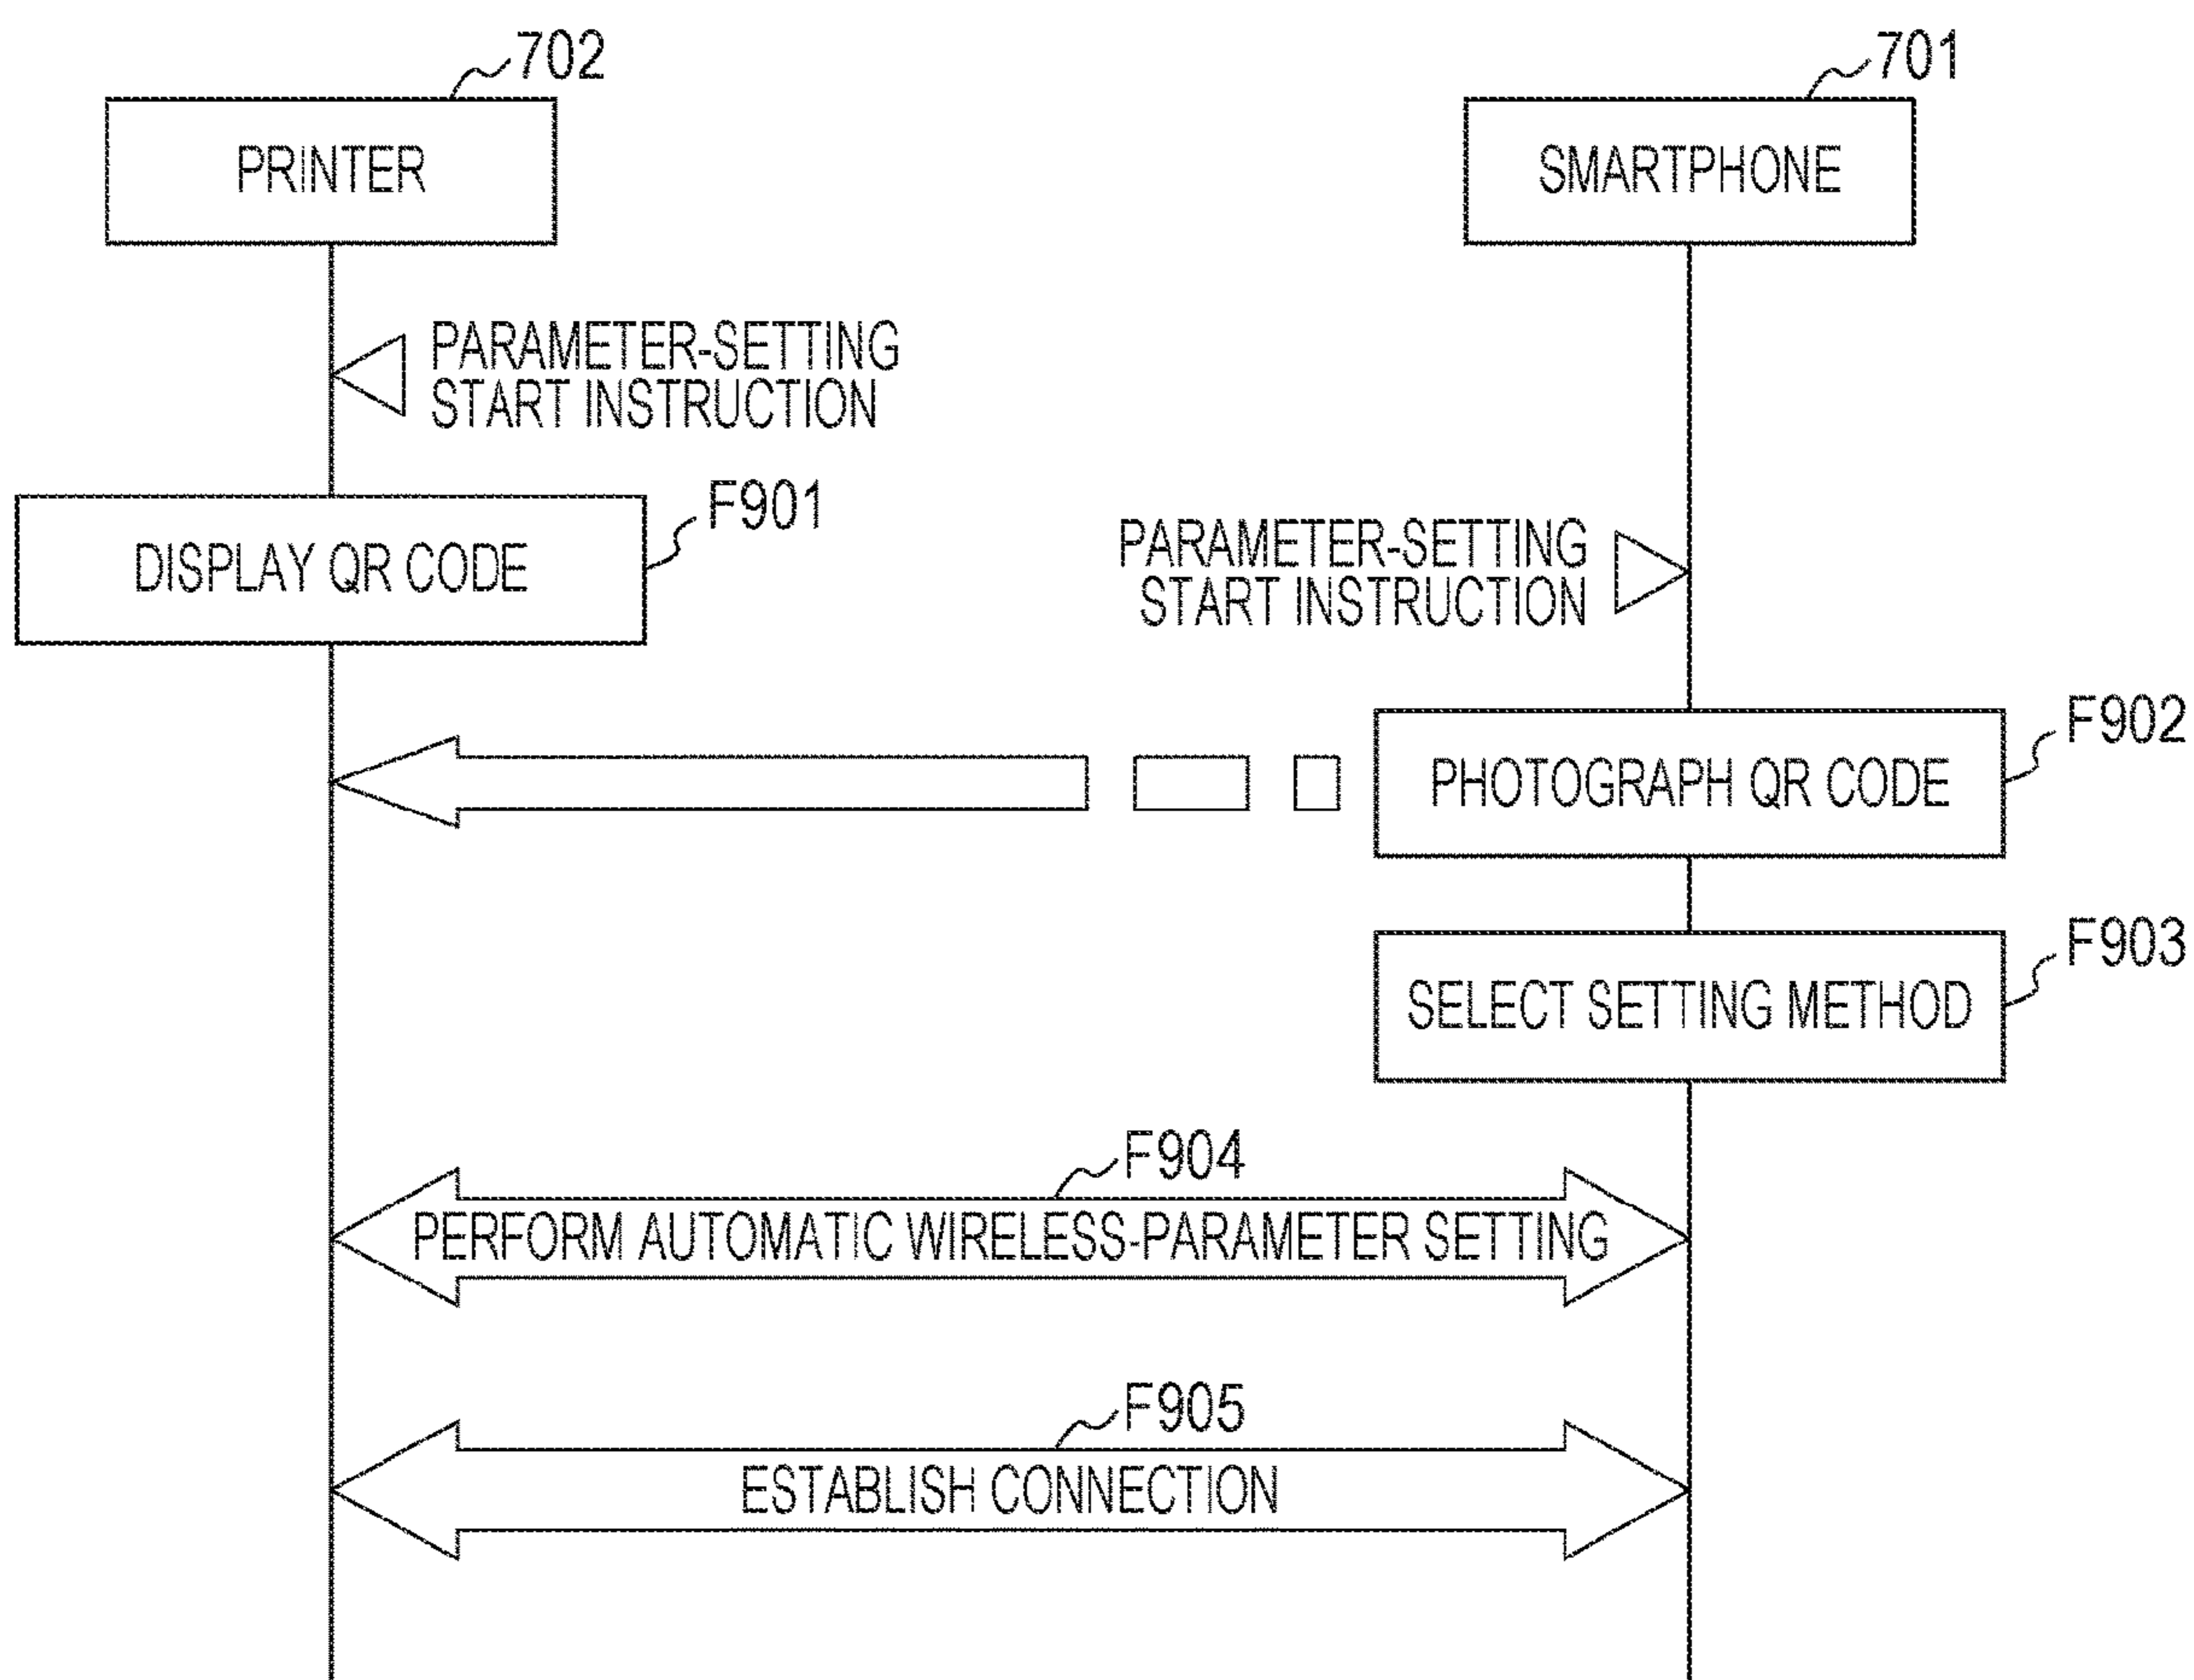 702
701
PRINTER
SMARTPHONE
PARAMETER-SETTING
START INSTRUCTION
F901
DISPLAY QR CODE
PARAMETER-SETTING
START INSTRUCTION
F902
PHOTOGRAPH QR CODE
F903
SELECT SETTING METHOD
F904
PERFORM AUTOMATIC WIRELESS-PARAMETER SETTING
F905
ESTABLISH CONNECTION